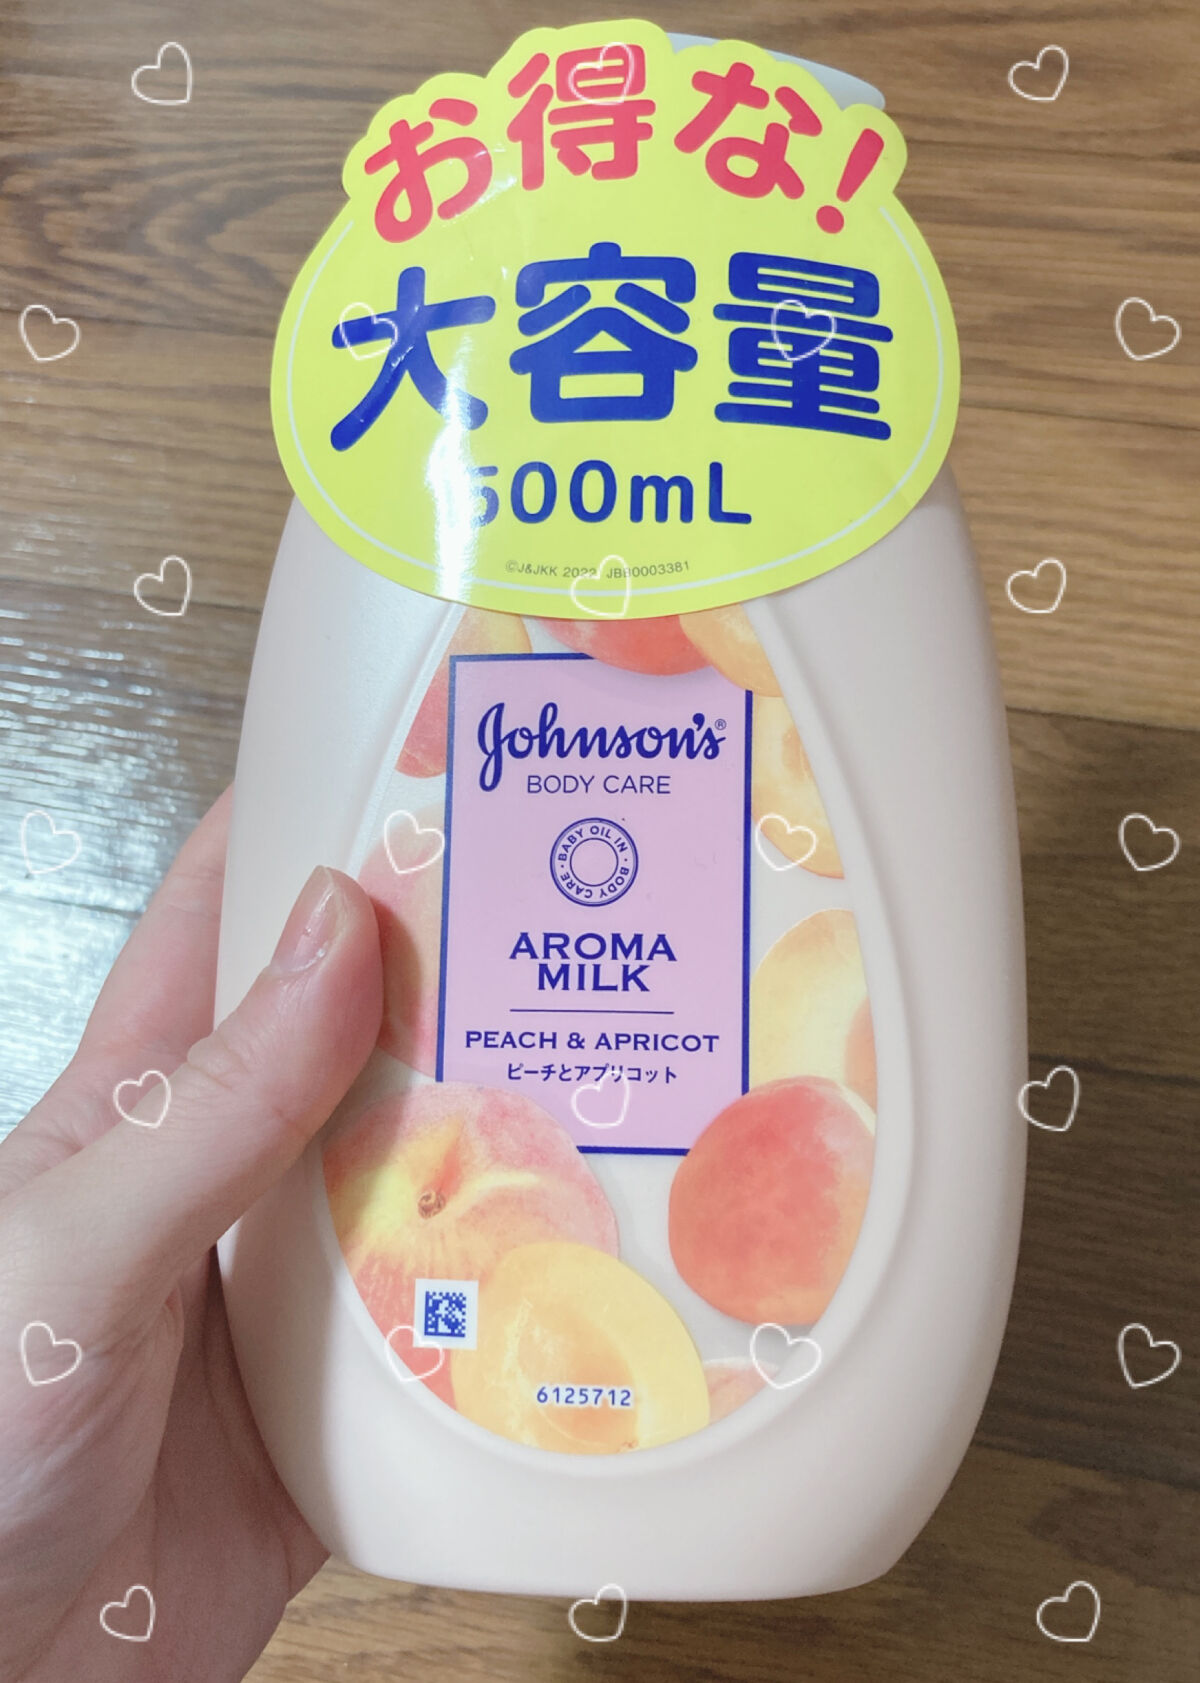 お得な!
大容量
500mL
©J&JKK 2022 JBB0003381
Johnson's®
BODY CARE
BABY OIL IN · BODY CARE ·
AROMA
MILK
PEACH & APRICOT
ピーチとアプリコット
6125712